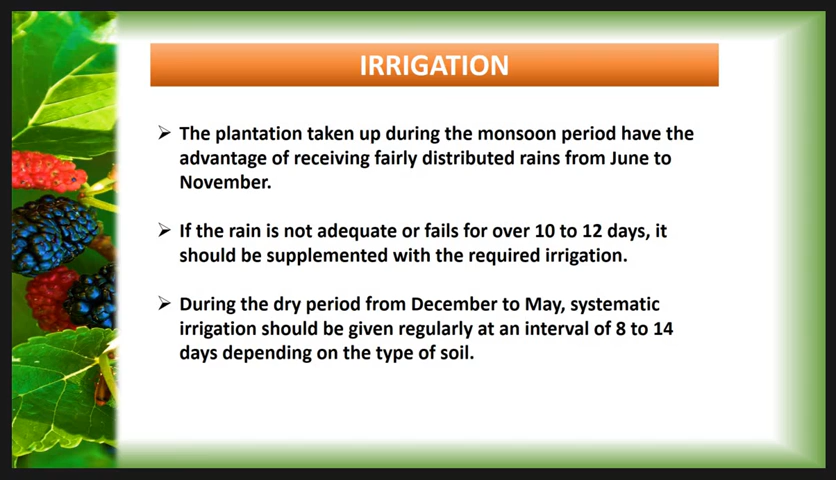 IRRIGATION
➢ The plantation taken up during the monsoon period have the
advantage of receiving fairly distributed rains from June to
November.
➢ If the rain is not adequate or fails for over 10 to 12 days, it
should be supplemented with the required irrigation.
➢ During the dry period from December to May, systematic
irrigation should be given regularly at an interval of 8 to 14
days depending on the type of soil.